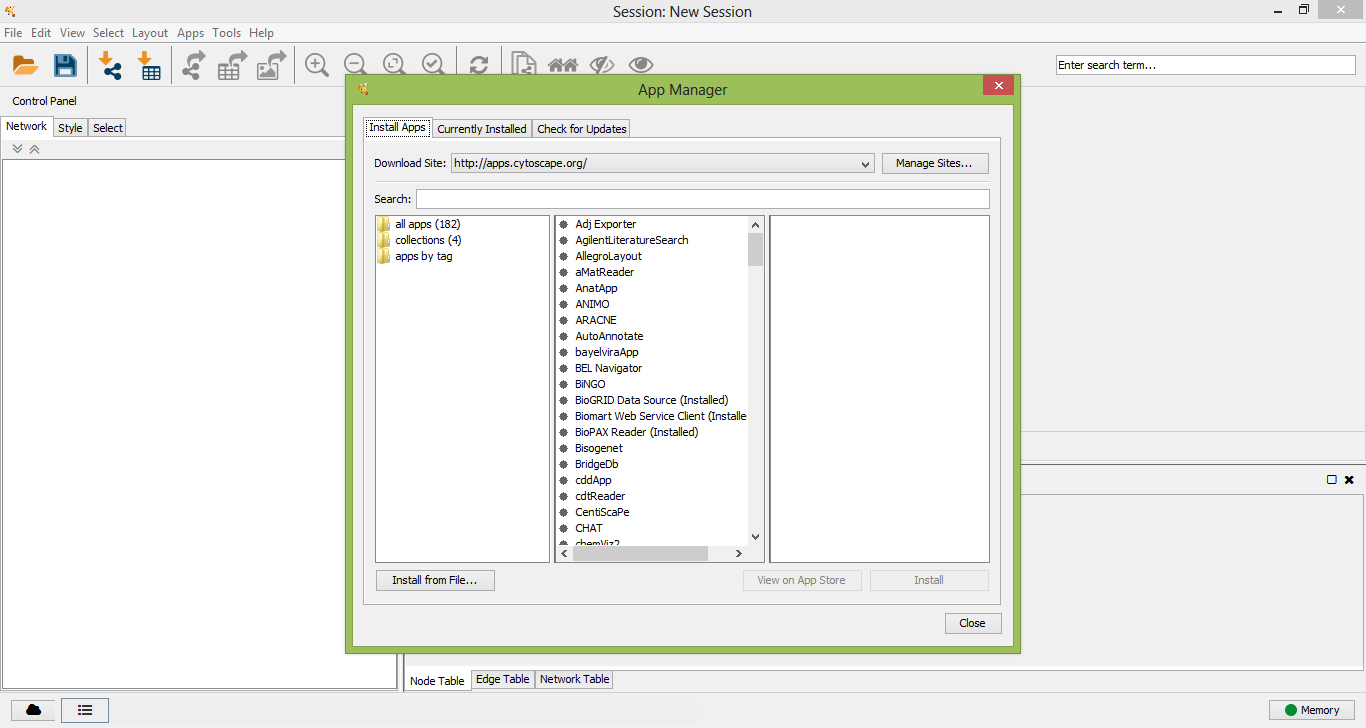 Session: New Session
File Edit View Select Layout Apps Tools Help
Enter search term...
Control Panel
Network Style Select
App Manager
Install Apps Currently Installed Check for Updates
Download Site: http://apps.cytoscape.org/ Manage Sites...
Search:
all apps (182)
collections (4)
apps by tag
Adj Exporter
AgilentLiteratureSearch
AllegroLayout
aMatReader
AnatApp
ANIMO
ARACNE
AutoAnnotate
bayelviraApp
BEL Navigator
BiNGO
BioGRID Data Source (Installed)
Biomart Web Service Client (Installe
BioPAX Reader (Installed)
Bisogenet
BridgeDb
cddApp
cdtReader
CentiScaPe
CHAT
chemViz2
Install from File... View on App Store Install
Close
Node Table Edge Table Network Table
Memory